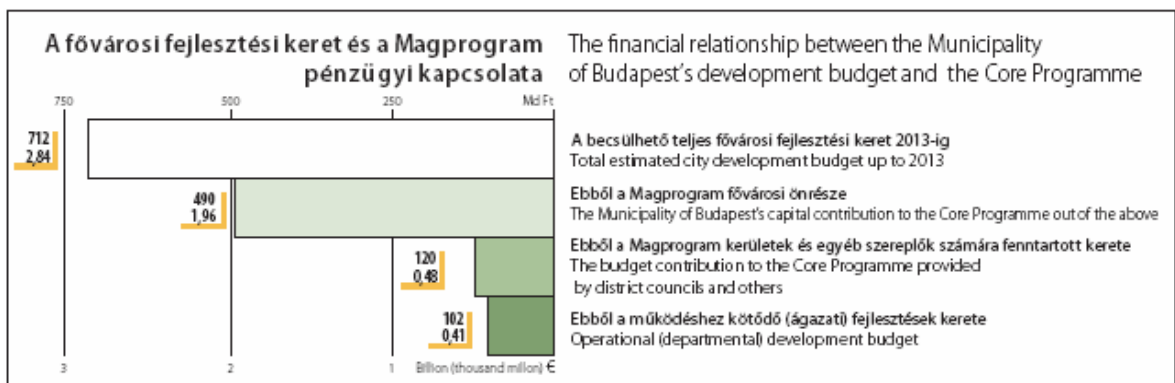 A fővárosi fejlesztési keret és a Magprogram
pénzügyi kapcsolata
The financial relationship between the Municipality
of Budapest's development budget and the Core Programme
750
500
250
Md Ft
712
2,84
A becsülhető teljes fővárosi fejlesztési keret 2013-ig
Total estimated city development budget up to 2013
490
1,96
Ebből a Magprogram fővárosi önrésze
The Municipality of Budapest's capital contribution to the Core Programme out of the above
120
0,48
Ebből a Magprogram kerületek és egyéb szereplők számára fenntartott kerete
The budget contribution to the Core Programme provided
by district councils and others
102
0,41
Ebből a működéshez kötődő (ágazati) fejlesztések kerete
Operational (departmental) development budget
3
2
1
Billion (thousand millon) €